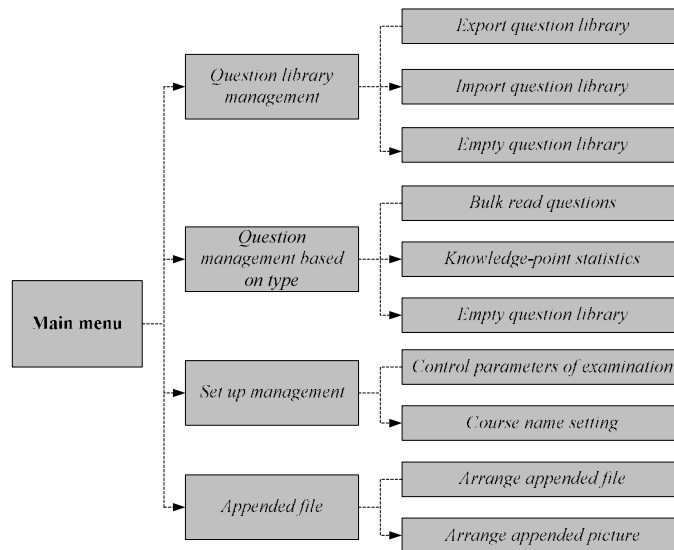 Main menu
Question library
management
Export question library
Import question library
Empty question library
Question
management based
on type
Bulk read questions
Knowledge-point statistics
Empty question library
Set up management
Control parameters of examination
Course name setting
Appended file
Arrange appended file
Arrange appended picture